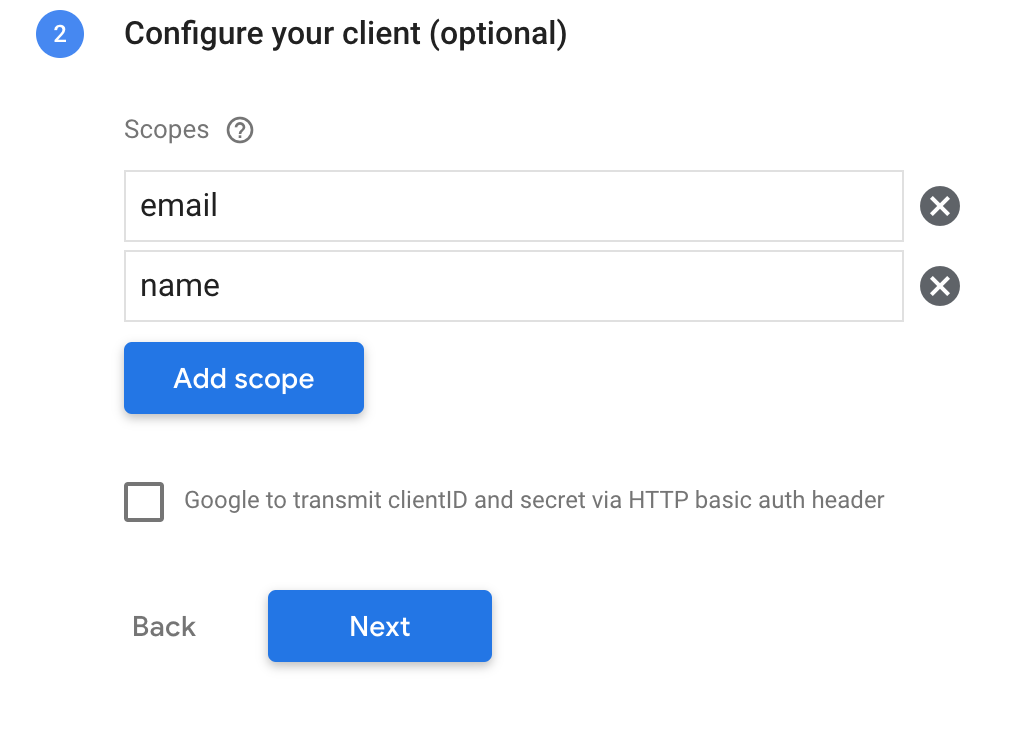 2 Configure your client (optional)
Scopes ?
email
name
Add scope
Google to transmit clientID and secret via HTTP basic auth header
Back Next